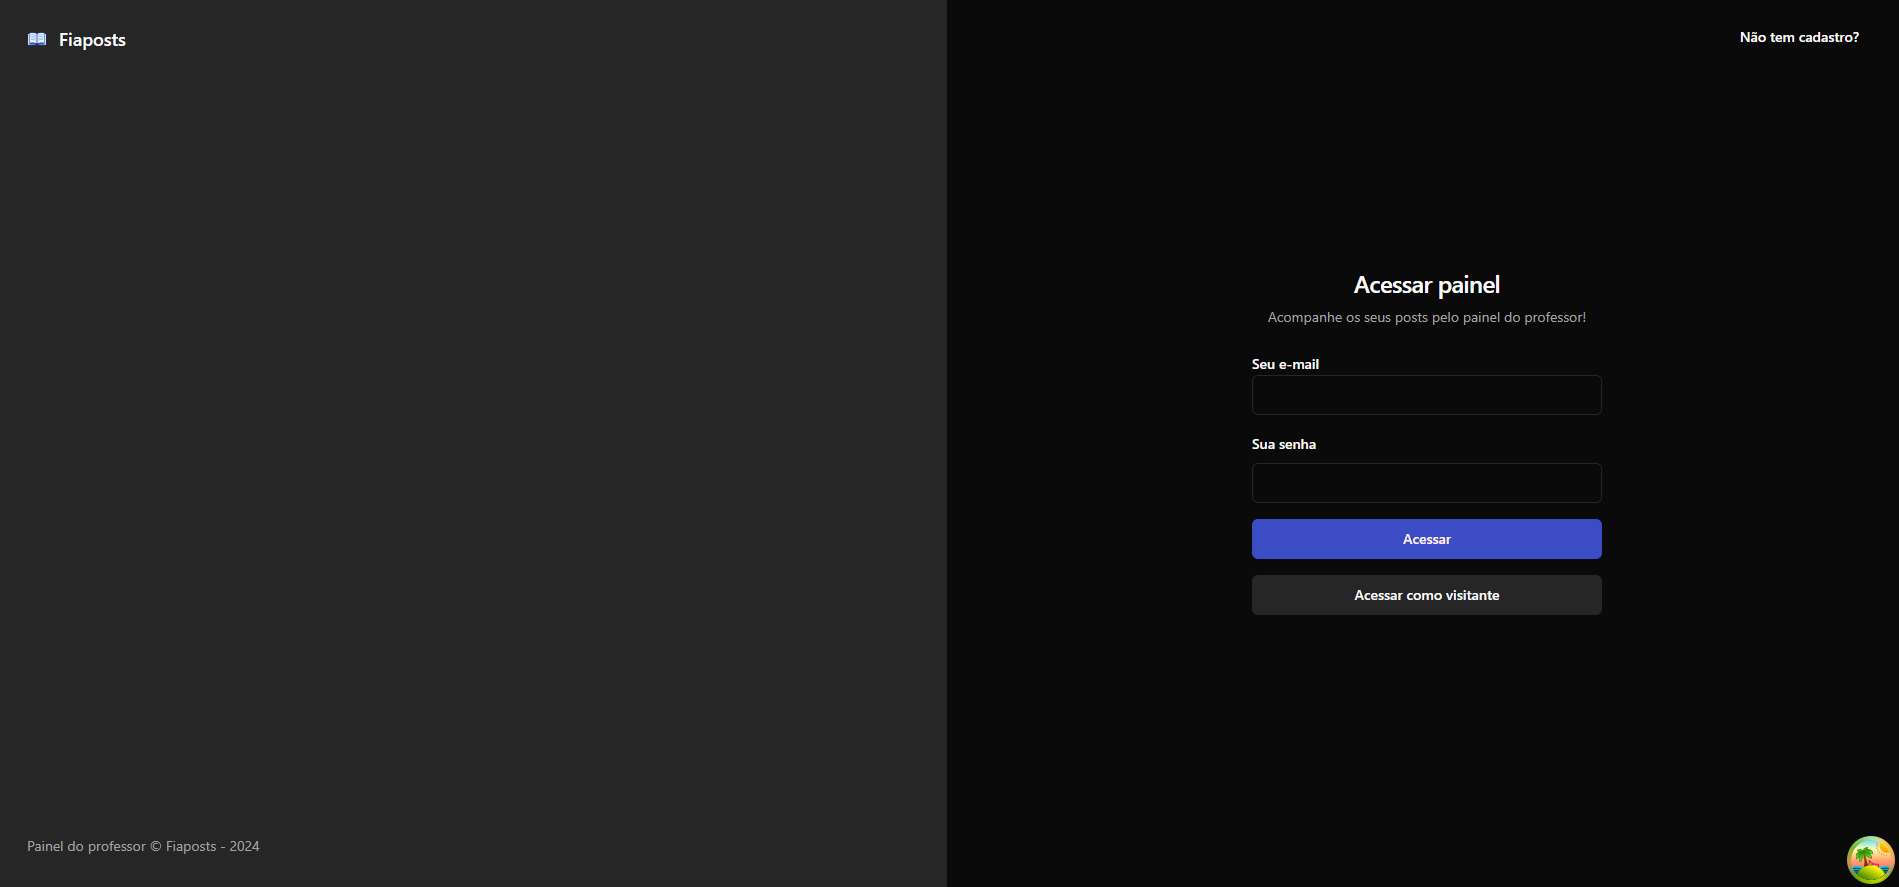 Fiaposts
Não tem cadastro?
Acessar painel
Acompanhe os seus posts pelo painel do professor!
Seu e-mail
Sua senha
Acessar
Acessar como visitante
Painel do professor © Fiaposts - 2024